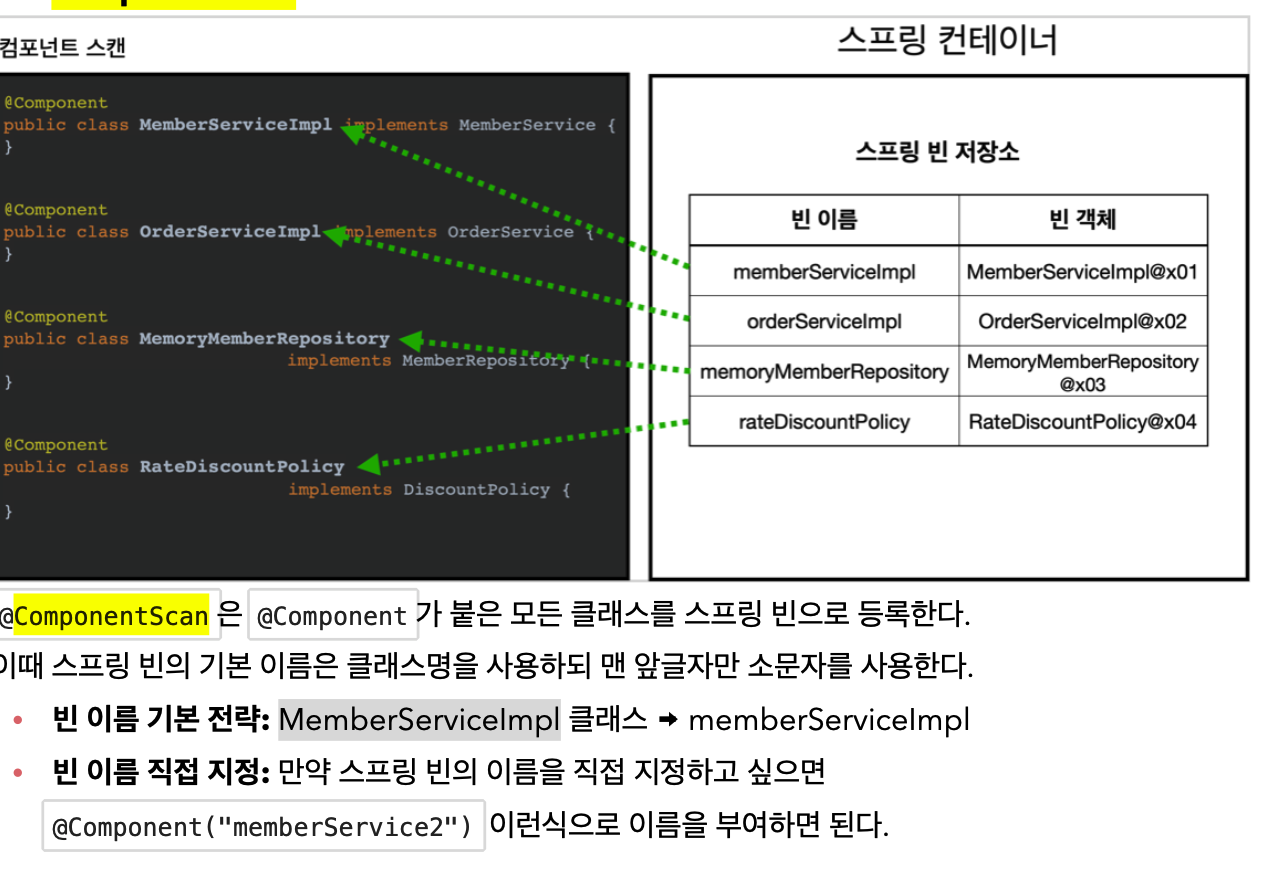 컴포넌트 스캔
@Component
public class MemberServiceImpl implements MemberService {
}
@Component
public class OrderServiceImpl implements OrderService {
}
@Component
public class MemoryMemberRepository
implements MemberRepository {
}
@Component
public class RateDiscountPolicy
implements DiscountPolicy {
}
스프링 컨테이너
스프링 빈 저장소
빈 이름 빈 객체
memberServiceImpl MemberServiceImpl@x01
orderServiceImpl OrderServiceImpl@x02
memoryMemberRepository MemoryMemberRepository
@x03
rateDiscountPolicy RateDiscountPolicy@x04
@ComponentScan 은 @Component 가 붙은 모든 클래스를 스프링 빈으로 등록한다.
이때 스프링 빈의 기본 이름은 클래스명을 사용하되 맨 앞글자만 소문자를 사용한다.
• 빈 이름 기본 전략: MemberServiceImpl 클래스 → memberServiceImpl
• 빈 이름 직접 지정: 만약 스프링 빈의 이름을 직접 지정하고 싶으면
@Component("memberService2") 이런식으로 이름을 부여하면 된다.